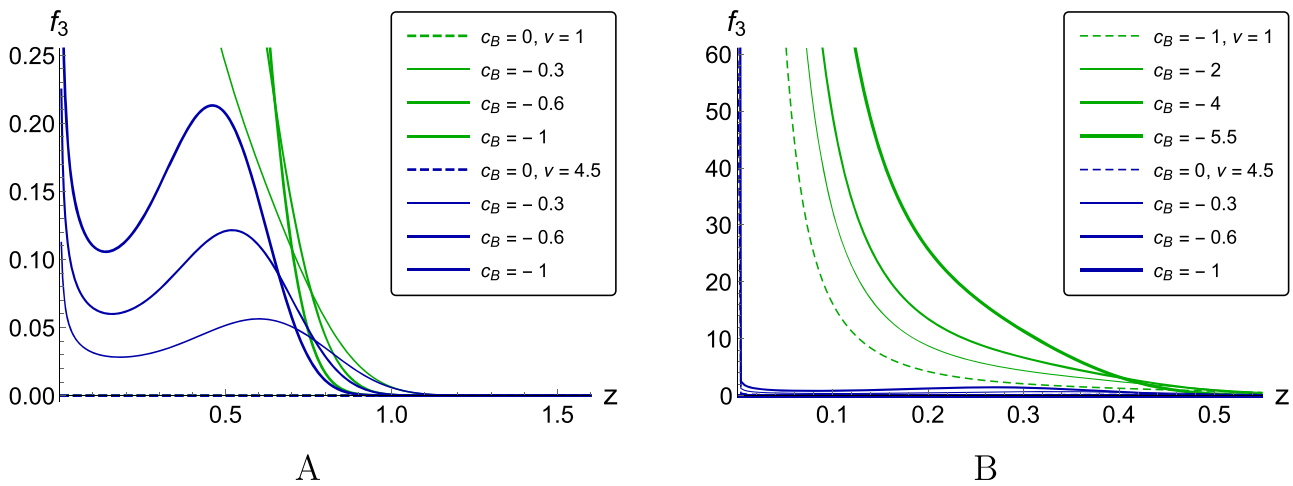 f3
0.25
0.20
0.15
0.10
0.05
0.00
0.5
1.0
1.5
z
cB = 0, ν = 1
cB = – 0.3
cB = – 0.6
cB = – 1
cB = 0, ν = 4.5
cB = – 0.3
cB = – 0.6
cB = – 1
A
f3
60
50
40
30
20
10
0
0.1
0.2
0.3
0.4
0.5
z
cB = – 1, ν = 1
cB = – 2
cB = – 4
cB = – 5.5
cB = 0, ν = 4.5
cB = – 0.3
cB = – 0.6
cB = – 1
B